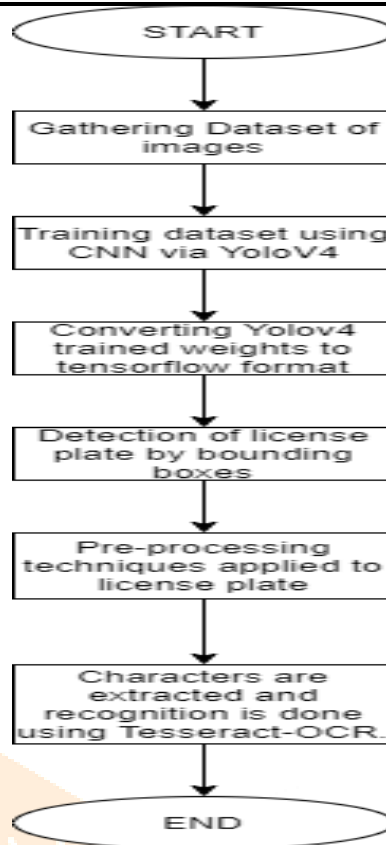 START
Gathering Dataset of
images
Training dataset using
CNN via YoloV4
Converting Yolov4
trained weights to
tensorflow format
Detection of license
plate by bounding
boxes
Pre-processing
techniques applied to
license plate
Characters are
extracted and
recognition is done
using Tesseract-OCR.
END